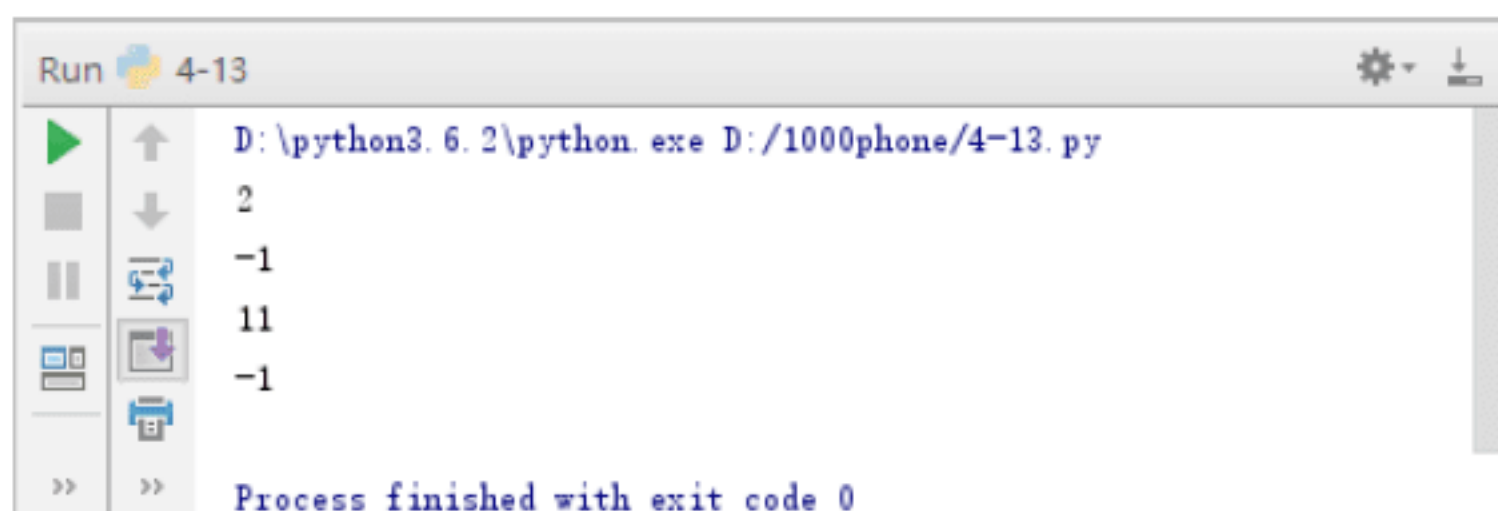 Run 4-13
D:\python3.6.2\python.exe D:/1000phone/4-13.py
2
-1
11
-1
Process finished with exit code 0